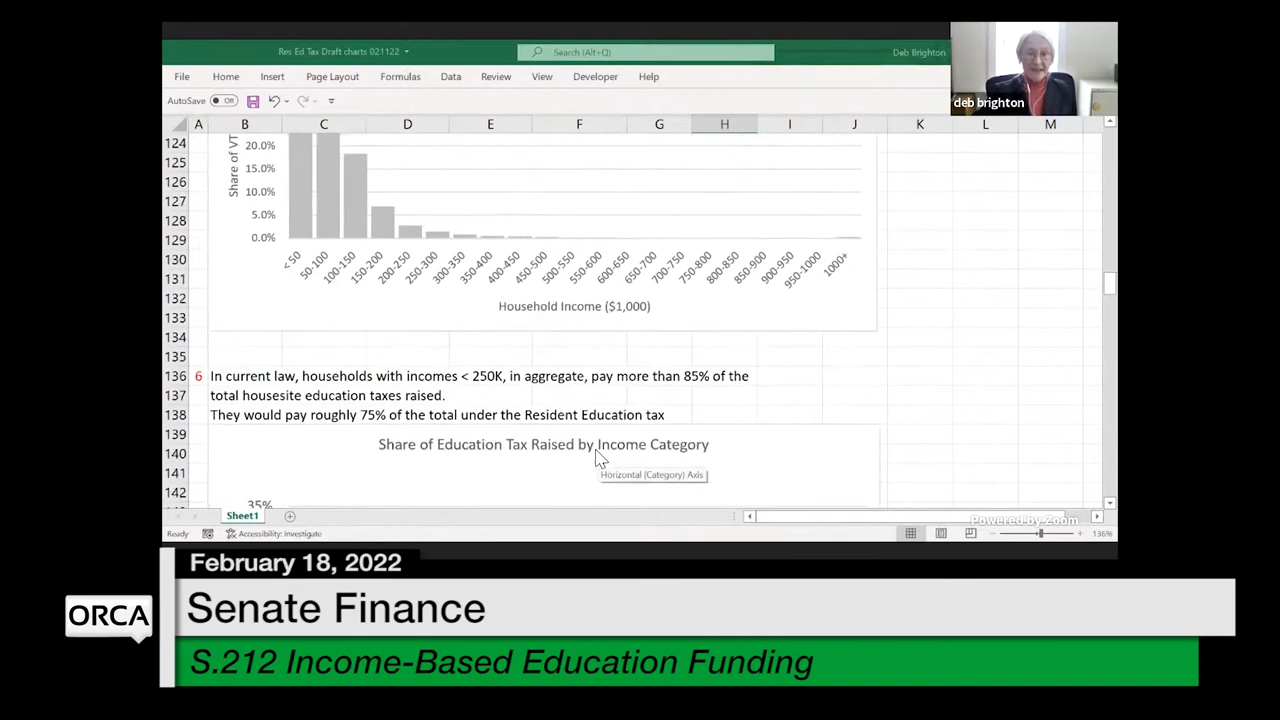 Res Ed Tax Draft charts 021122
Search (Alt+Q)
Deb Brighton
File Home Insert Page Layout Formulas Data Review View Developer Help
AutoSave Off
deb brighton
A B C D E F G H I J K L M
124
125
126
127
128
129
130
131
132
133
134
135
136
137
138
139
140
141
142
Share of VT
20.0%
15.0%
10.0%
5.0%
0.0%
< 50 50-100 100-150 150-200 200-250 250-300 300-350 350-400 400-450 450-500 500-550 550-600 600-650 650-700 700-750 750-800 800-850 850-900 900-950 950-1000 1000+
Household Income ($1,000)
6 In current law, households with incomes < 250K, in aggregate, pay more than 85% of the
total housesite education taxes raised.
They would pay roughly 75% of the total under the Resident Education tax
Share of Education Tax Raised by Income Category
Horizontal (Category) Axis
35%
Sheet1
Powered by Zoom
Ready Accessibility: Investigate 136%
February 18, 2022
ORCA
Senate Finance
S.212 Income-Based Education Funding